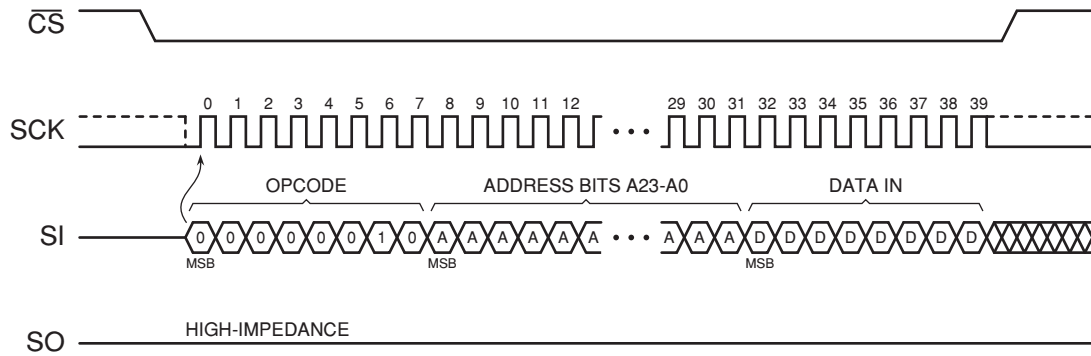 CS
0 1 2 3 4 5 6 7 8 9 10 11 12 29 30 31 32 33 34 35 36 37 38 39
SCK
OPCODE ADDRESS BITS A23-A0 DATA IN
SI 0 0 0 0 0 0 1 0 A A A A A A A A A D D D D D D D D
MSB MSB MSB
HIGH-IMPEDANCE
SO